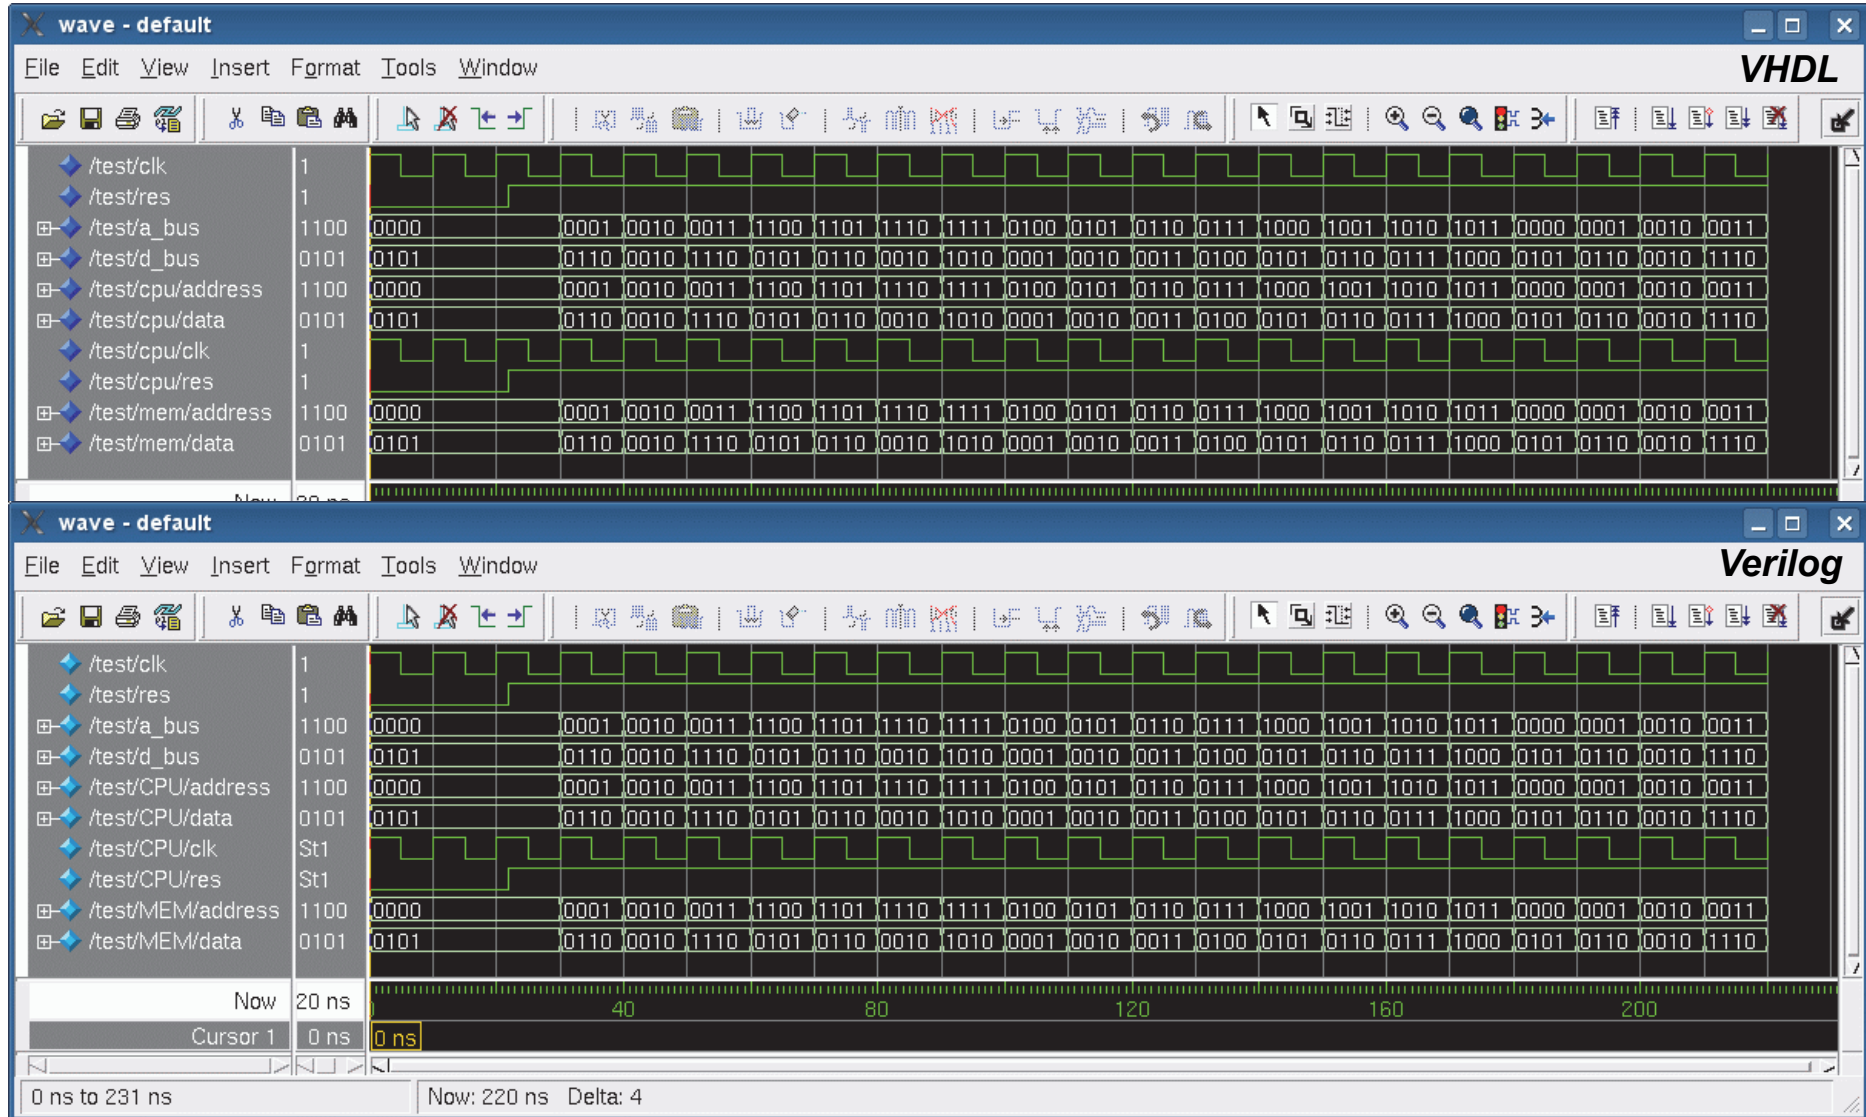 wave - default
File Edit View Insert Format Tools Window VHDL
/test/clk 1
/test/res 1
/test/a_bus 1100 0000 0001 0010 0011 1100 1101 1110 1111 0100 0101 0110 0111 1000 1001 1010 1011 0000 0001 0010 0011
/test/d_bus 0101 0101 0110 0010 1110 0101 0110 0010 1010 0001 0010 0011 0100 0101 0110 0111 1000 0101 0110 0010 1110
/test/cpu/address 1100 0000 0001 0010 0011 1100 1101 1110 1111 0100 0101 0110 0111 1000 1001 1010 1011 0000 0001 0010 0011
/test/cpu/data 0101 0101 0110 0010 1110 0101 0110 0010 1010 0001 0010 0011 0100 0101 0110 0111 1000 0101 0110 0010 1110
/test/cpu/clk 1
/test/cpu/res 1
/test/mem/address 1100 0000 0001 0010 0011 1100 1101 1110 1111 0100 0101 0110 0111 1000 1001 1010 1011 0000 0001 0010 0011
/test/mem/data 0101 0101 0110 0010 1110 0101 0110 0010 1010 0001 0010 0011 0100 0101 0110 0111 1000 0101 0110 0010 1110
Now 20 ns
wave - default
File Edit View Insert Format Tools Window Verilog
/test/clk 1
/test/res 1
/test/a_bus 1100 0000 0001 0010 0011 1100 1101 1110 1111 0100 0101 0110 0111 1000 1001 1010 1011 0000 0001 0010 0011
/test/d_bus 0101 0101 0110 0010 1110 0101 0110 0010 1010 0001 0010 0011 0100 0101 0110 0111 1000 0101 0110 0010 1110
/test/CPU/address 1100 0000 0001 0010 0011 1100 1101 1110 1111 0100 0101 0110 0111 1000 1001 1010 1011 0000 0001 0010 0011
/test/CPU/data 0101 0101 0110 0010 1110 0101 0110 0010 1010 0001 0010 0011 0100 0101 0110 0111 1000 0101 0110 0010 1110
/test/CPU/clk St1
/test/CPU/res St1
/test/MEM/address 1100 0000 0001 0010 0011 1100 1101 1110 1111 0100 0101 0110 0111 1000 1001 1010 1011 0000 0001 0010 0011
/test/MEM/data 0101 0101 0110 0010 1110 0101 0110 0010 1010 0001 0010 0011 0100 0101 0110 0111 1000 0101 0110 0010 1110
Now 20 ns 40 80 120 160 200
Cursor 1 0 ns 0 ns
0 ns to 231 ns Now: 220 ns Delta: 4